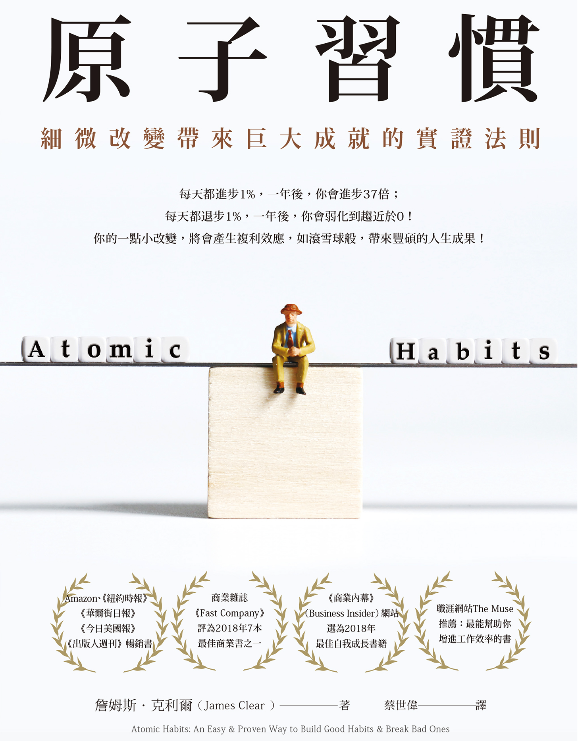 原子習慣
細微改變帶來巨大成就的實證法則
每天都進步1%，一年後，你會進步37倍；
每天都退步1%，一年後，你會弱化到趨近於0！
你的一點小改變，將會產生複利效應，如滾雪球般，帶來豐碩的人生成果！
Atomic Habits
Amazon、《紐約時報》
《華爾街日報》
《今日美國報》
《出版人週刊》暢銷書
商業雜誌
《Fast Company》
評為2018年7本
最佳商業書之一
《商業內幕》
（Business Insider）網站
選為2018年
最佳自我成長書籍
職涯網站The Muse
推薦：最能幫助你
增進工作效率的書
詹姆斯・克利爾（James Clear ）————著 蔡世偉————譯
Atomic Habits: An Easy & Proven Way to Build Good Habits & Break Bad Ones